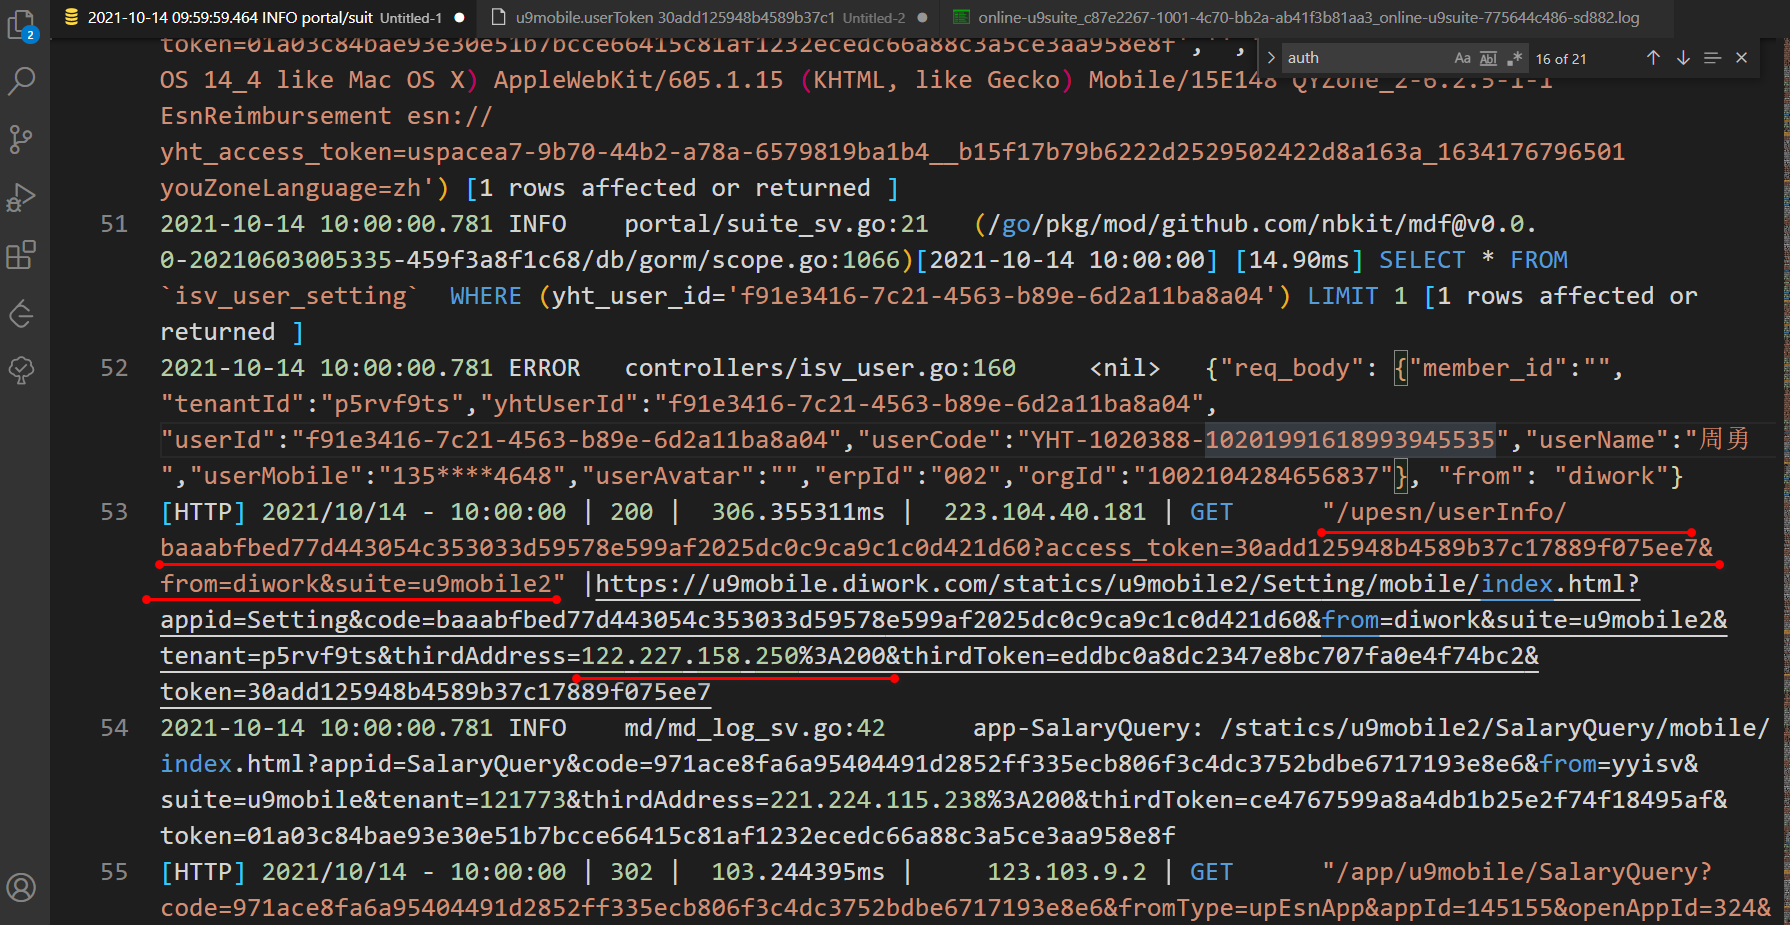 2021-10-14 09:59:59.464 INFO portal/suit Untitled-1 ● u9mobile.userToken 30add125948b4589b37c1 Untitled-2 ● online-u9suite_c87e2267-1001-4c70-bb2a-ab41f3b81aa3_online-u9suite-775644c486-sd882.log
2
auth Aa Abl .* 16 of 21
token=01a03c84bae93e30e51b7bcce66415c81af1232ecedc66a88c3a5ce3aa958e8f','',
OS 14_4 like Mac OS X) AppleWebKit/605.1.15 (KHTML, like Gecko) Mobile/15E148 QYZone_2-6.2.5-1-1
EsnReimbursement esn://
yht_access_token=uspacea7-9b70-44b2-a78a-6579819ba1b4__b15f17b79b6222d2529502422d8a163a_1634176796501
youZoneLanguage=zh') [1 rows affected or returned ]
51 2021-10-14 10:00:00.781 INFO portal/suite_sv.go:21 (/go/pkg/mod/github.com/nbkit/mdf@v0.0.
0-20210603005335-459f3a8f1c68/db/gorm/scope.go:1066)[2021-10-14 10:00:00] [14.90ms] SELECT * FROM
`isv_user_setting` WHERE (yht_user_id='f91e3416-7c21-4563-b89e-6d2a11ba8a04') LIMIT 1 [1 rows affected or
returned ]
52 2021-10-14 10:00:00.781 ERROR controllers/isv_user.go:160 <nil> {"req_body": {"member_id":"",
"tenantId":"p5rvf9ts","yhtUserId":"f91e3416-7c21-4563-b89e-6d2a11ba8a04",
"userId":"f91e3416-7c21-4563-b89e-6d2a11ba8a04","userCode":"YHT-1020388-10201991618993945535","userName":"周勇
","userMobile":"135****4648","userAvatar":"","erpId":"002","orgId":"1002104284656837"}, "from": "diwork"}
53 [HTTP] 2021/10/14 - 10:00:00 | 200 | 306.355311ms | 223.104.40.181 | GET "/upesn/userInfo/
baaabfbed77d443054c353033d59578e599af2025dc0c9ca9c1c0d421d60?access_token=30add125948b4589b37c17889f075ee7&
from=diwork&suite=u9mobile2" |https://u9mobile.diwork.com/statics/u9mobile2/Setting/mobile/index.html?
appid=Setting&code=baaabfbed77d443054c353033d59578e599af2025dc0c9ca9c1c0d421d60&from=diwork&suite=u9mobile2&
tenant=p5rvf9ts&thirdAddress=122.227.158.250%3A200&thirdToken=eddbc0a8dc2347e8bc707fa0e4f74bc2&
token=30add125948b4589b37c17889f075ee7
54 2021-10-14 10:00:00.781 INFO md/md_log_sv.go:42 app-SalaryQuery: /statics/u9mobile2/SalaryQuery/mobile/
index.html?appid=SalaryQuery&code=971ace8fa6a95404491d2852ff335ecb806f3c4dc3752bdbe6717193e8e6&from=yyisv&
suite=u9mobile&tenant=121773&thirdAddress=221.224.115.238%3A200&thirdToken=ce4767599a8a4db1b25e2f74f18495af&
token=01a03c84bae93e30e51b7bcce66415c81af1232ecedc66a88c3a5ce3aa958e8f
55 [HTTP] 2021/10/14 - 10:00:00 | 302 | 103.244395ms | 123.103.9.2 | GET "/app/u9mobile/SalaryQuery?
code=971ace8fa6a95404491d2852ff335ecb806f3c4dc3752bdbe6717193e8e6&fromType=upEsnApp&appId=145155&openAppId=324&